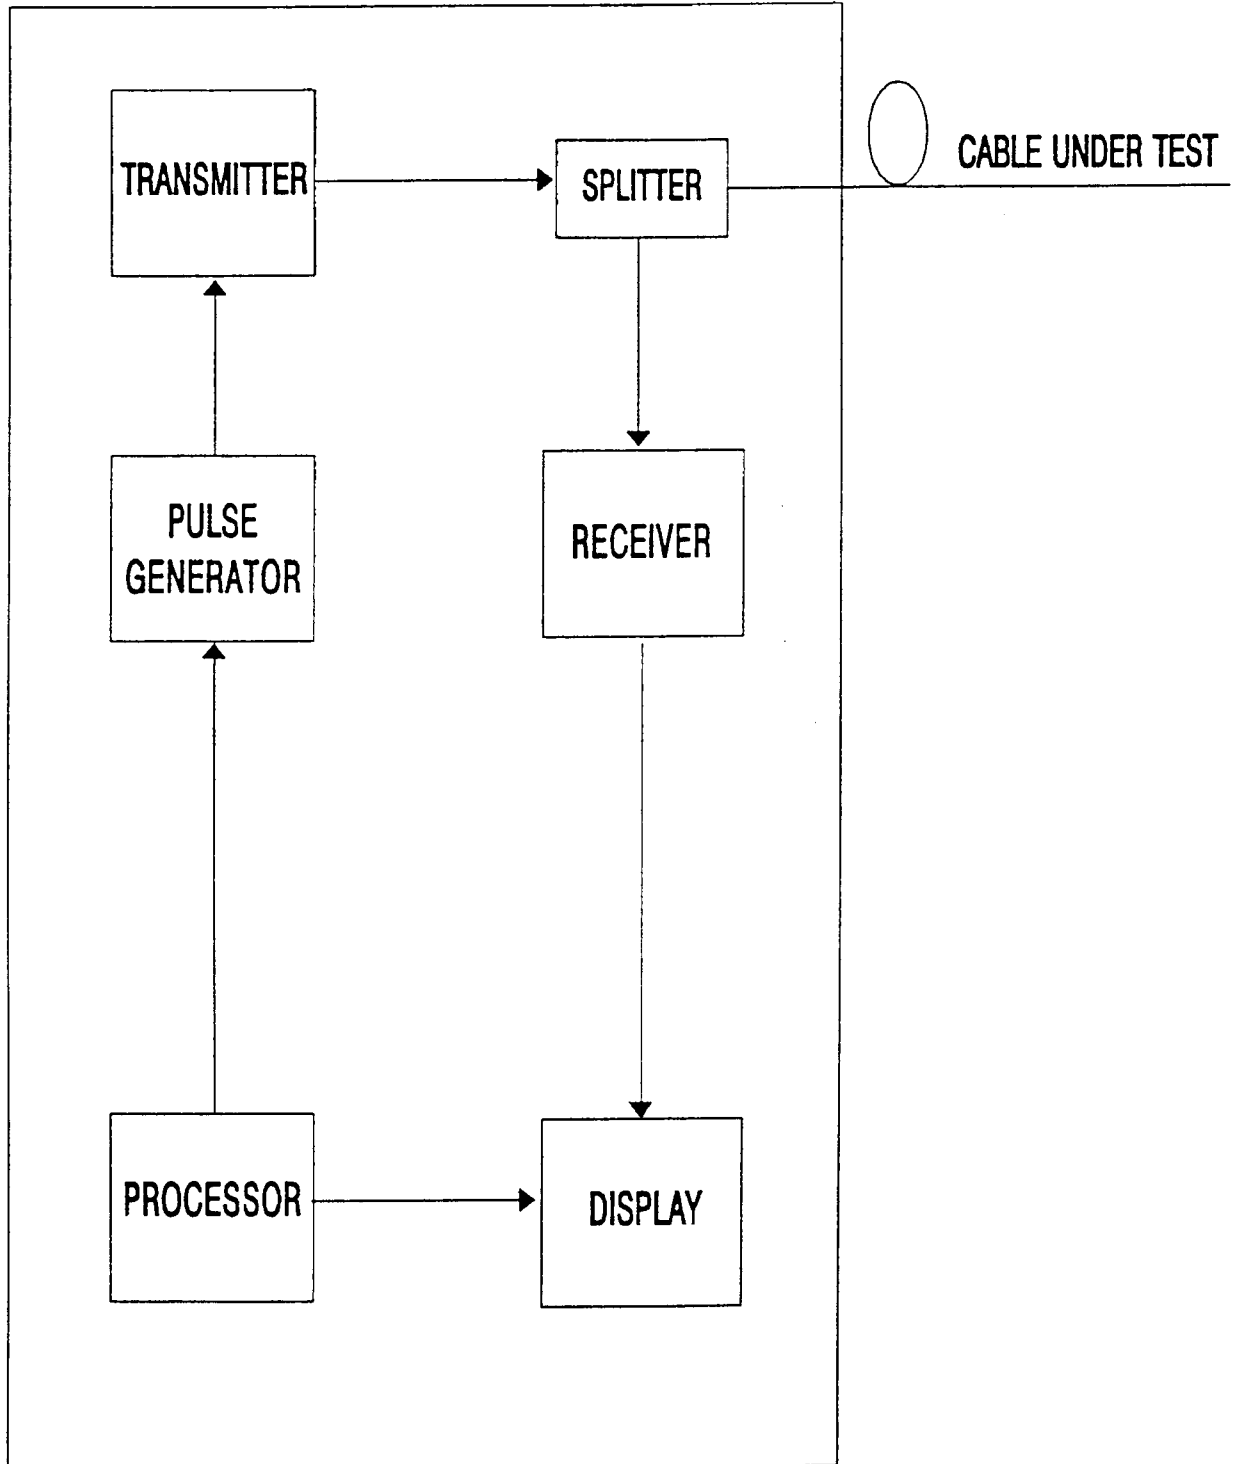 TRANSMITTER
SPLITTER
CABLE UNDER TEST
PULSE
GENERATOR
RECEIVER
PROCESSOR
DISPLAY